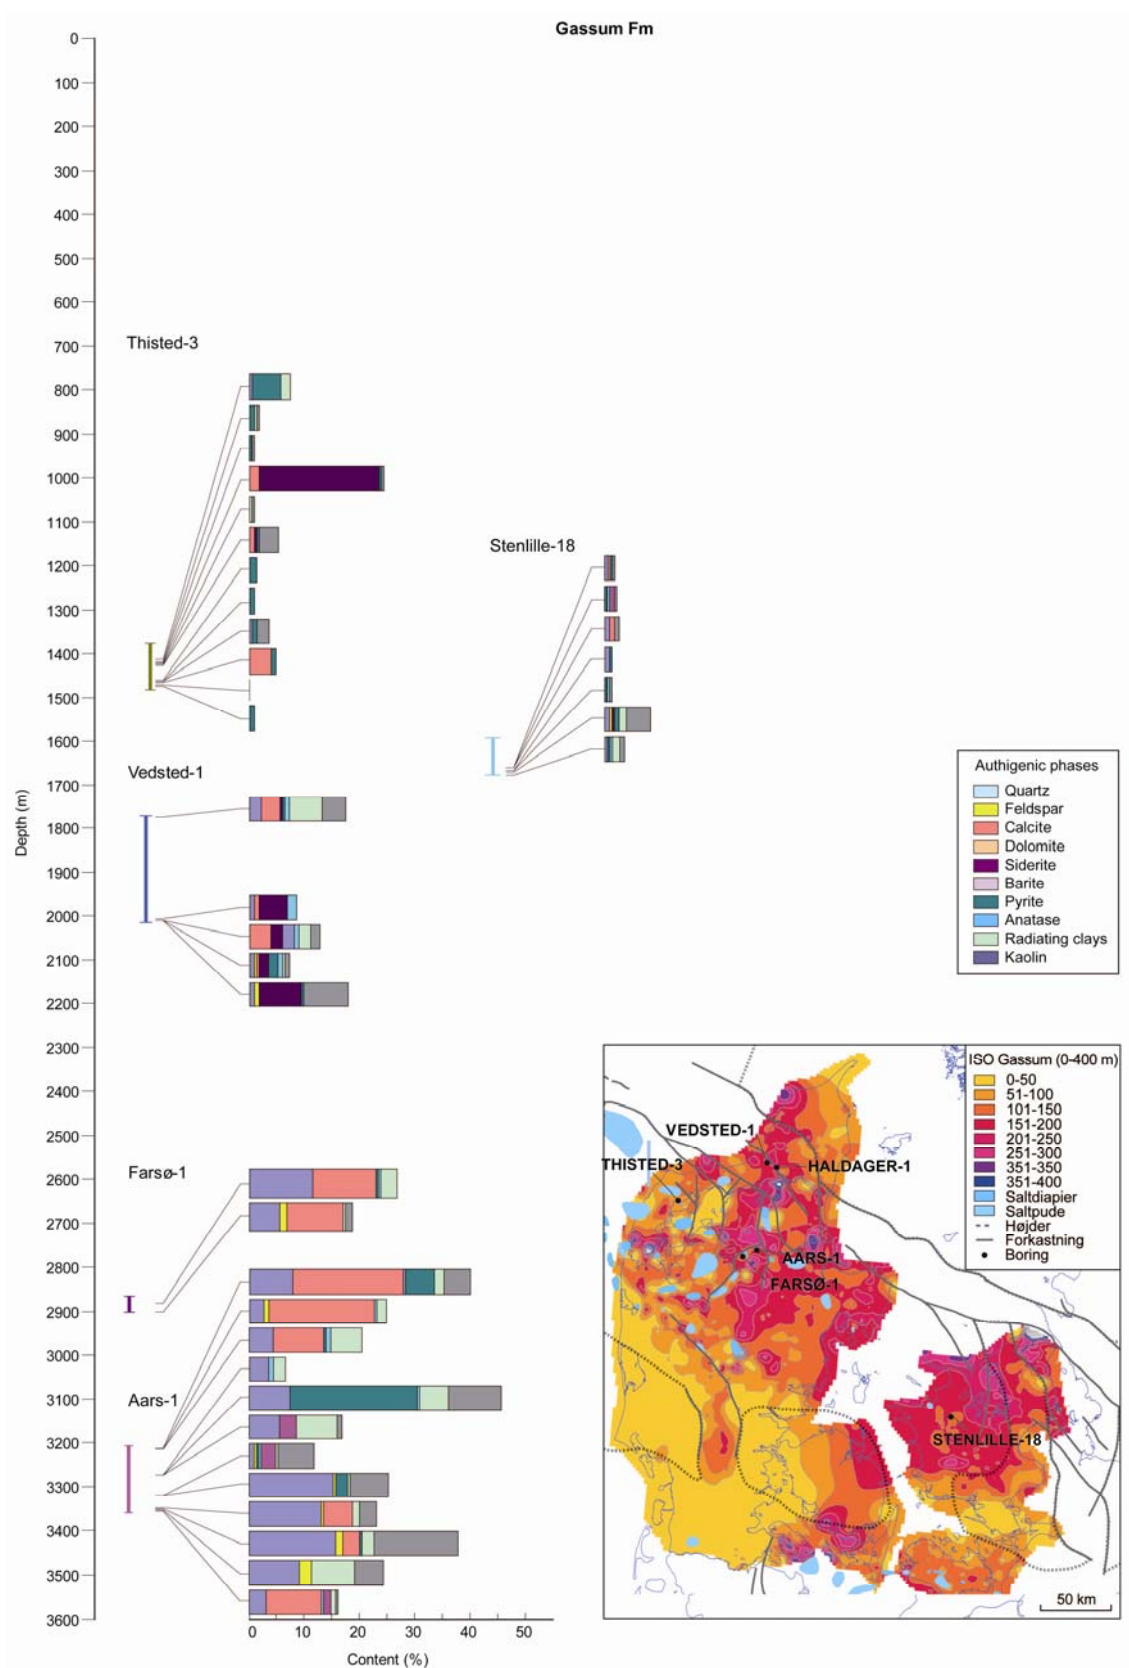 Gassum Fm
0
100
200
300
400
500
600
700
800
900
1000
1100
1200
1300
1400
1500
1600
1700
1800
1900
2000
2100
2200
2300
2400
2500
2600
2700
2800
2900
3000
3100
3200
3300
3400
3500
3600
Depth (m)
Thisted-3
Stenlille-18
Vedsted-1
Farsø-1
Aars-1
0 10 20 30 40 50
Content (%)
Authigenic phases
Quartz
Feldspar
Calcite
Dolomite
Siderite
Barite
Pyrite
Anatase
Radiating clays
Kaolin
ISO Gassum (0-400 m)
0-50
51-100
101-150
151-200
201-250
251-300
351-350
351-400
Saltdiapier
Saltpude
Højder
Forkastning
Boring
VEDSTED-1
THISTED-3
HALDAGER-1
AARS-1
FARSØ-1
STENLILLE-18
50 km